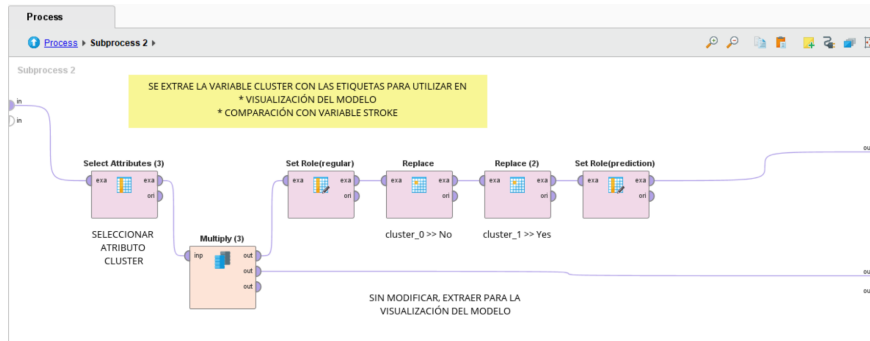 Process
Process Subprocess 2
Subprocess 2
SE EXTRAE LA VARIABLE CLUSTER CON LAS ETIQUETAS PARA UTILIZAR EN
* VISUALIZACIÓN DEL MODELO
* COMPARACIÓN CON VARIABLE STROKE
in
in
Select Attributes (3)
exa exa
ori
SELECCIONAR
ATRIBUTO
CLUSTER
Multiply (3)
inp out
out
out
Set Role(regular)
exa exa
ori
Replace
exa exa
ori
cluster_0 >> No
Replace (2)
exa exa
ori
cluster_1 >> Yes
Set Role(prediction)
exa exa
ori
SIN MODIFICAR, EXTRAER PARA LA
VISUALIZACIÓN DEL MODELO